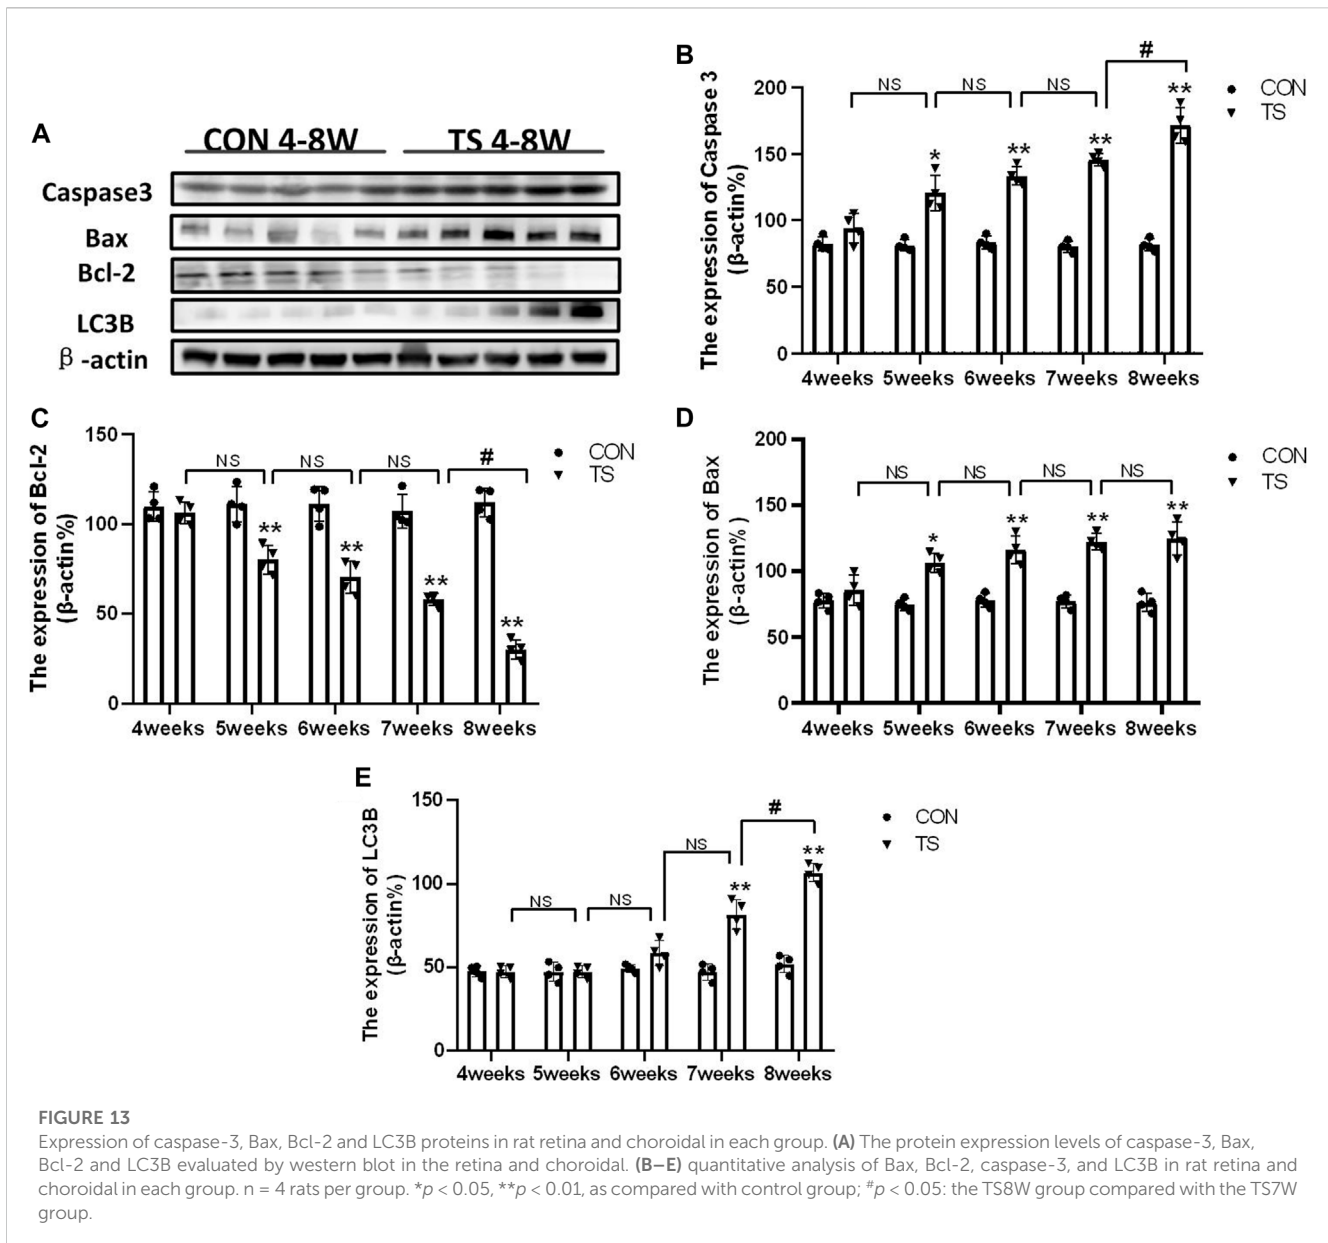 A
CON 4-8W TS 4-8W
Caspase3
Bax
Bcl-2
LC3B
β-actin
B
The expression of Caspase 3
(β-actin%)
200
150
100
50
0
NS NS NS #
* ** ** **
4weeks 5weeks 6weeks 7weeks 8weeks
CON
TS
C
The expression of Bcl-2
(β-actin%)
150
100
50
0
NS NS NS #
** ** ** **
4weeks 5weeks 6weeks 7weeks 8weeks
CON
TS
D
The expression of Bax
(β-actin%)
200
150
100
50
0
NS NS NS NS
* ** ** **
4weeks 5weeks 6weeks 7weeks 8weeks
CON
TS
E
The expression of LC3B
(β-actin%)
150
100
50
0
NS NS NS #
** **
4weeks 5weeks 6weeks 7weeks 8weeks
CON
TS
FIGURE 13
Expression of caspase-3, Bax, Bcl-2 and LC3B proteins in rat retina and choroidal in each group. (A) The protein expression levels of caspase-3, Bax,
Bcl-2 and LC3B evaluated by western blot in the retina and choroidal. (B–E) quantitative analysis of Bax, Bcl-2, caspase-3, and LC3B in rat retina and
choroidal in each group. n = 4 rats per group. *p < 0.05, **p < 0.01, as compared with control group; #p < 0.05: the TS8W group compared with the TS7W
group.